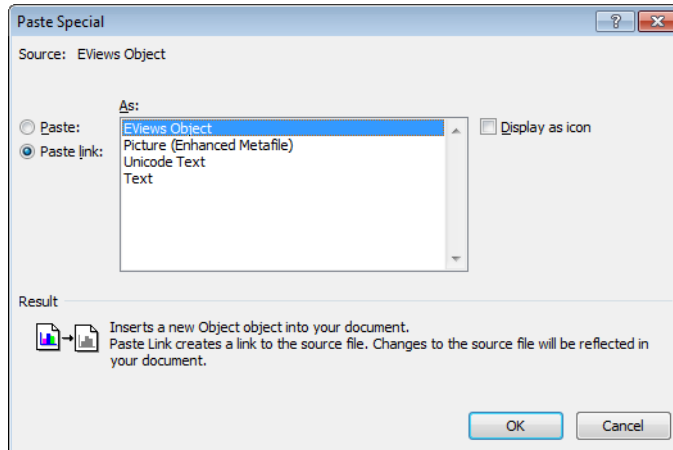 Paste Special
Source: EViews Object
As:
Paste:
Paste link:
EViews Object
Picture (Enhanced Metafile)
Unicode Text
Text
Display as icon
Result
Inserts a new Object object into your document.
Paste Link creates a link to the source file. Changes to the source file will be reflected in
your document.
OK
Cancel